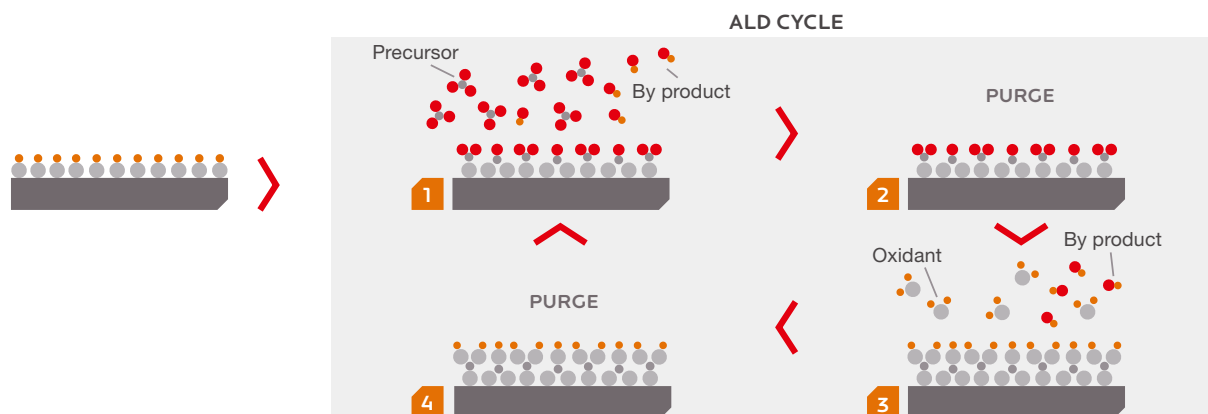 ALD CYCLE
Precursor
By product
PURGE
1
2
Oxidant
By product
PURGE
4
3